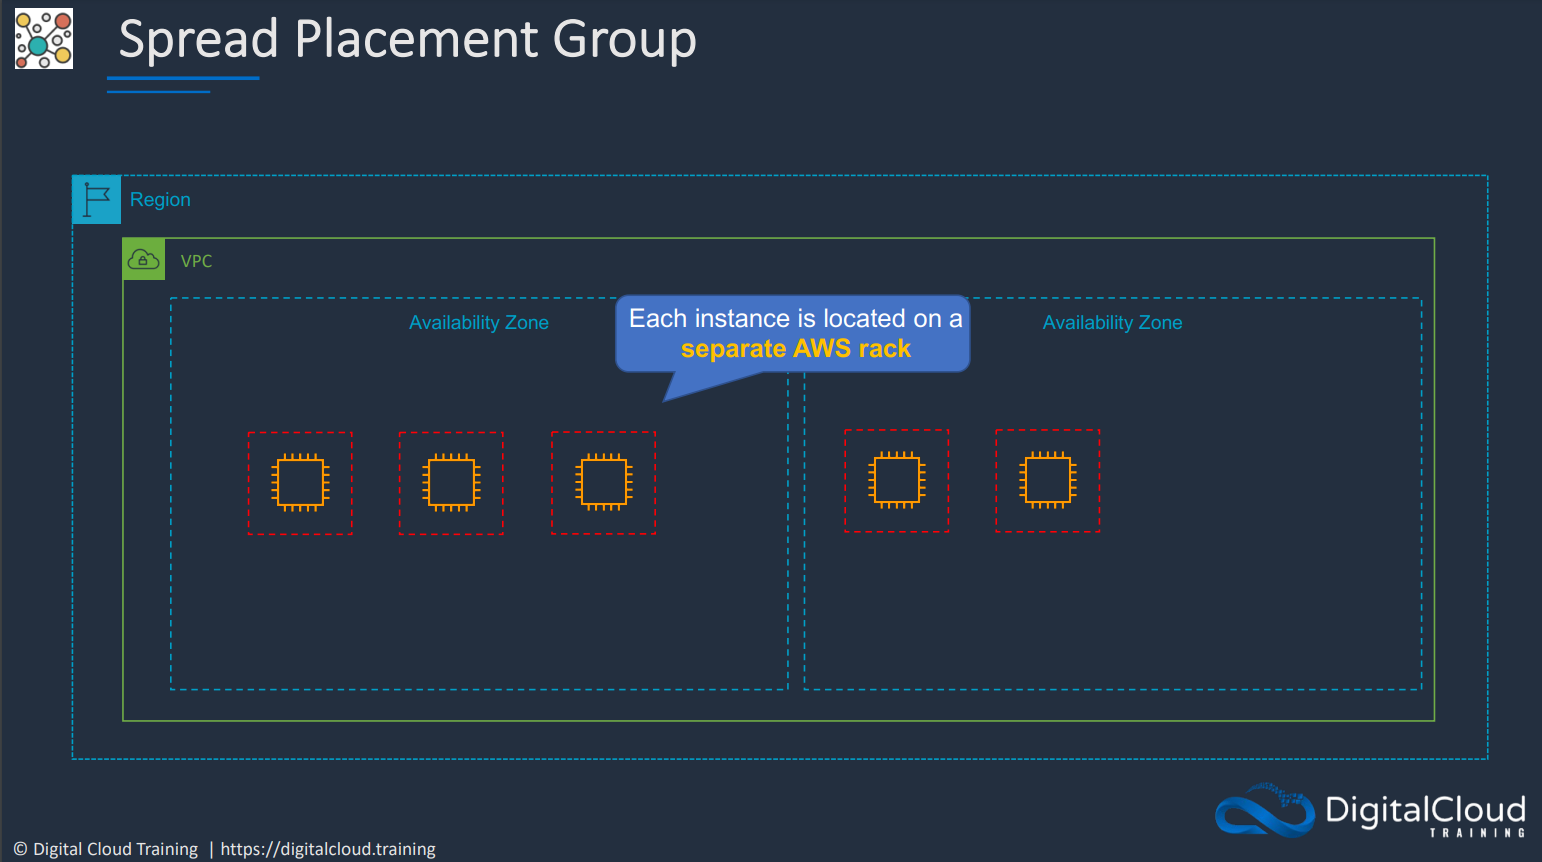 Spread Placement Group
Region
VPC
Availability Zone
Each instance is located on a
separate AWS rack
Availability Zone
DigitalCloud
TRAINING
© Digital Cloud Training | https://digitalcloud.training